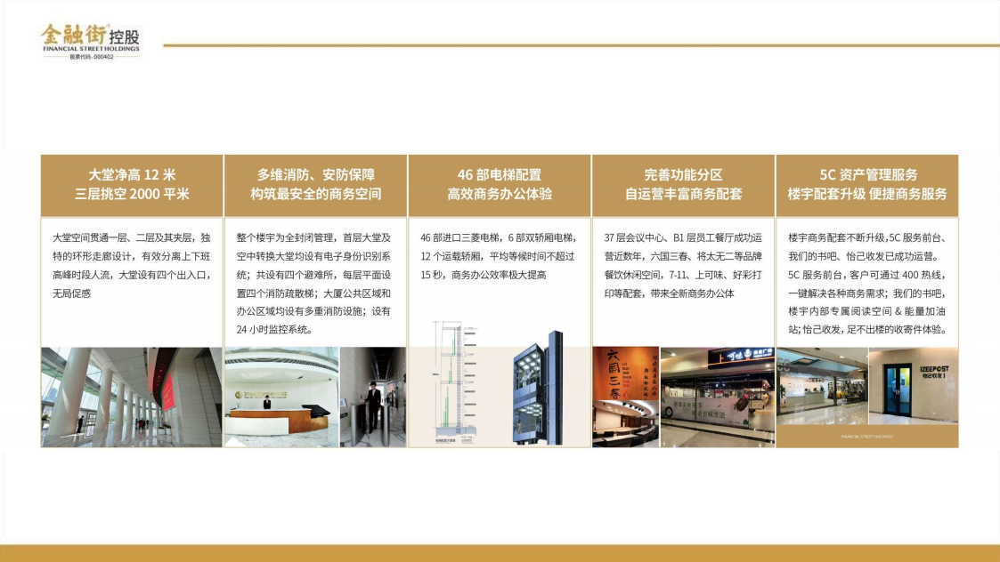 金融街控股
FINANCIAL STREET HOLDINGS
股票代码·000402
大堂净高 12 米
三层挑空 2000 平米
大堂空间贯通一层、二层及其夹层，独
特的环形走廊设计，有效分离上下班
高峰时段人流，大堂设有四个出入口，
无局促感
多维消防、安防保障
构筑最安全的商务空间
整个楼宇为全封闭管理，首层大堂及
空中转换大堂均设有电子身份识别系
统；共设有四个避难所，每层平面设
置四个消防疏散梯；大厦公共区域和
办公区域均设有多重消防设施；设有
24 小时监控系统。
46 部电梯配置
高效商务办公体验
46 部进口三菱电梯，6 部双轿厢电梯，
12 个运载轿厢，平均等候时间不超过
15 秒，商务办公效率极大提高
完善功能分区
自运营丰富商务配套
37 层会议中心、B1 层员工餐厅成功运
营近数年，六国三春、将太无二等品牌
餐饮休闲空间，7-11、上可味、好彩打
印等配套，带来全新商务办公体
六国三春
可味
5C 资产管理服务
楼宇配套升级 便捷商务服务
楼宇商务配套不断升级，5C 服务前台、
我们的书吧、怡己收发已成功运营。
5C 服务前台，客户可通过 400 热线，
一键解决各种商务需求；我们的书吧，
楼宇内部专属阅读空间 & 能量加油
站；怡己收发，足不出楼的收寄件体验。
IZEEPOST
怡己收发
FINANCIAL STREET HOLDINGS